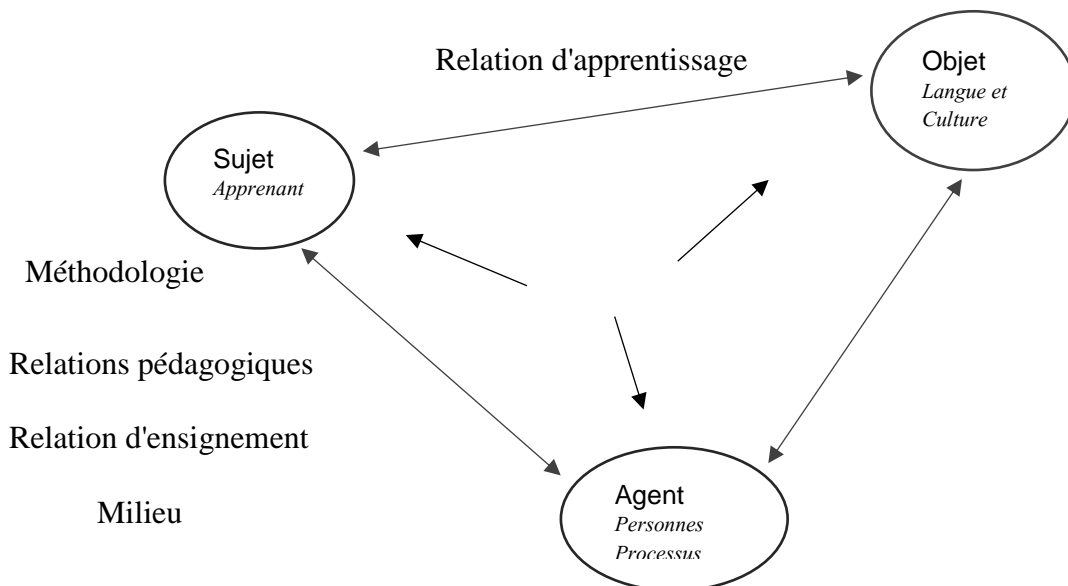 Relation d'apprentissage
Objet
Langue et
Culture
Sujet
Apprenant
Méthodologie
Relations pédagogiques
Relation d'ensignement
Milieu
Agent
Personnes
Processus